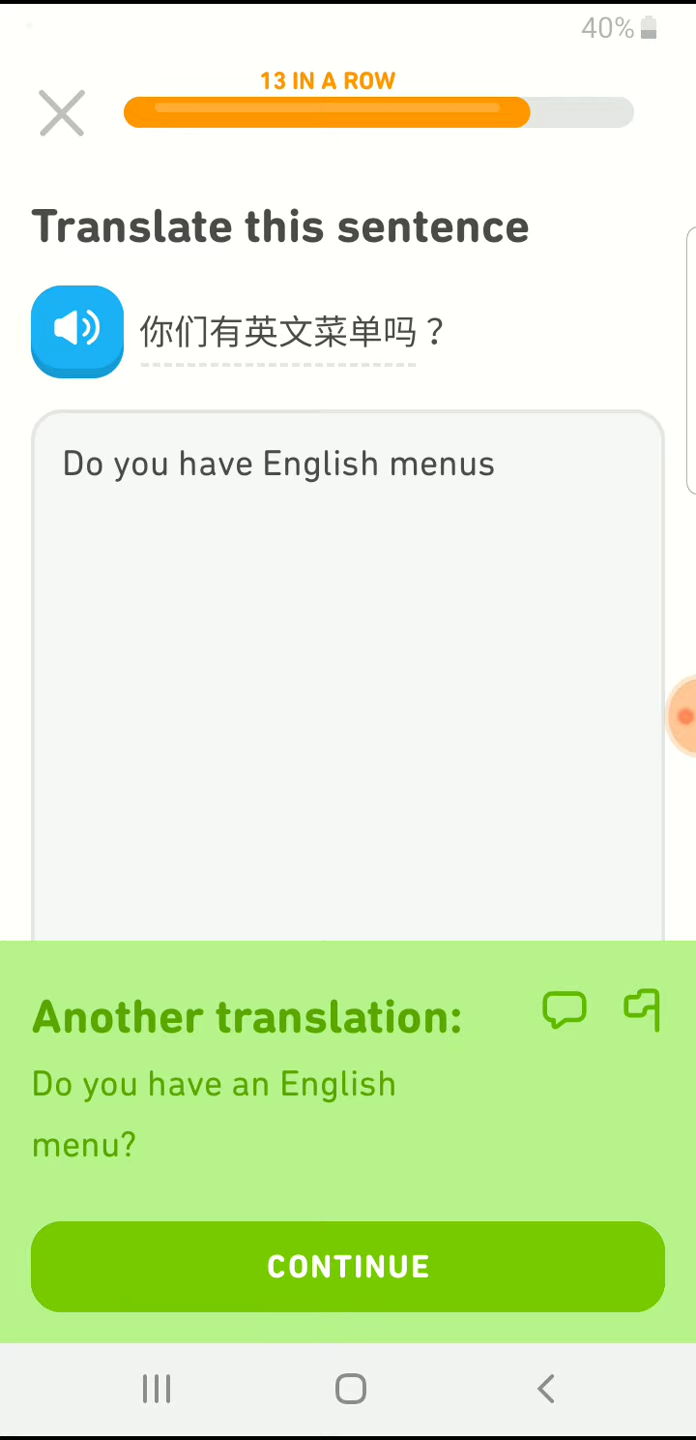 40%
13 IN A ROW
Translate this sentence
你们有英文菜单吗？
Do you have English menus
Another translation:
Do you have an English
menu?
CONTINUE